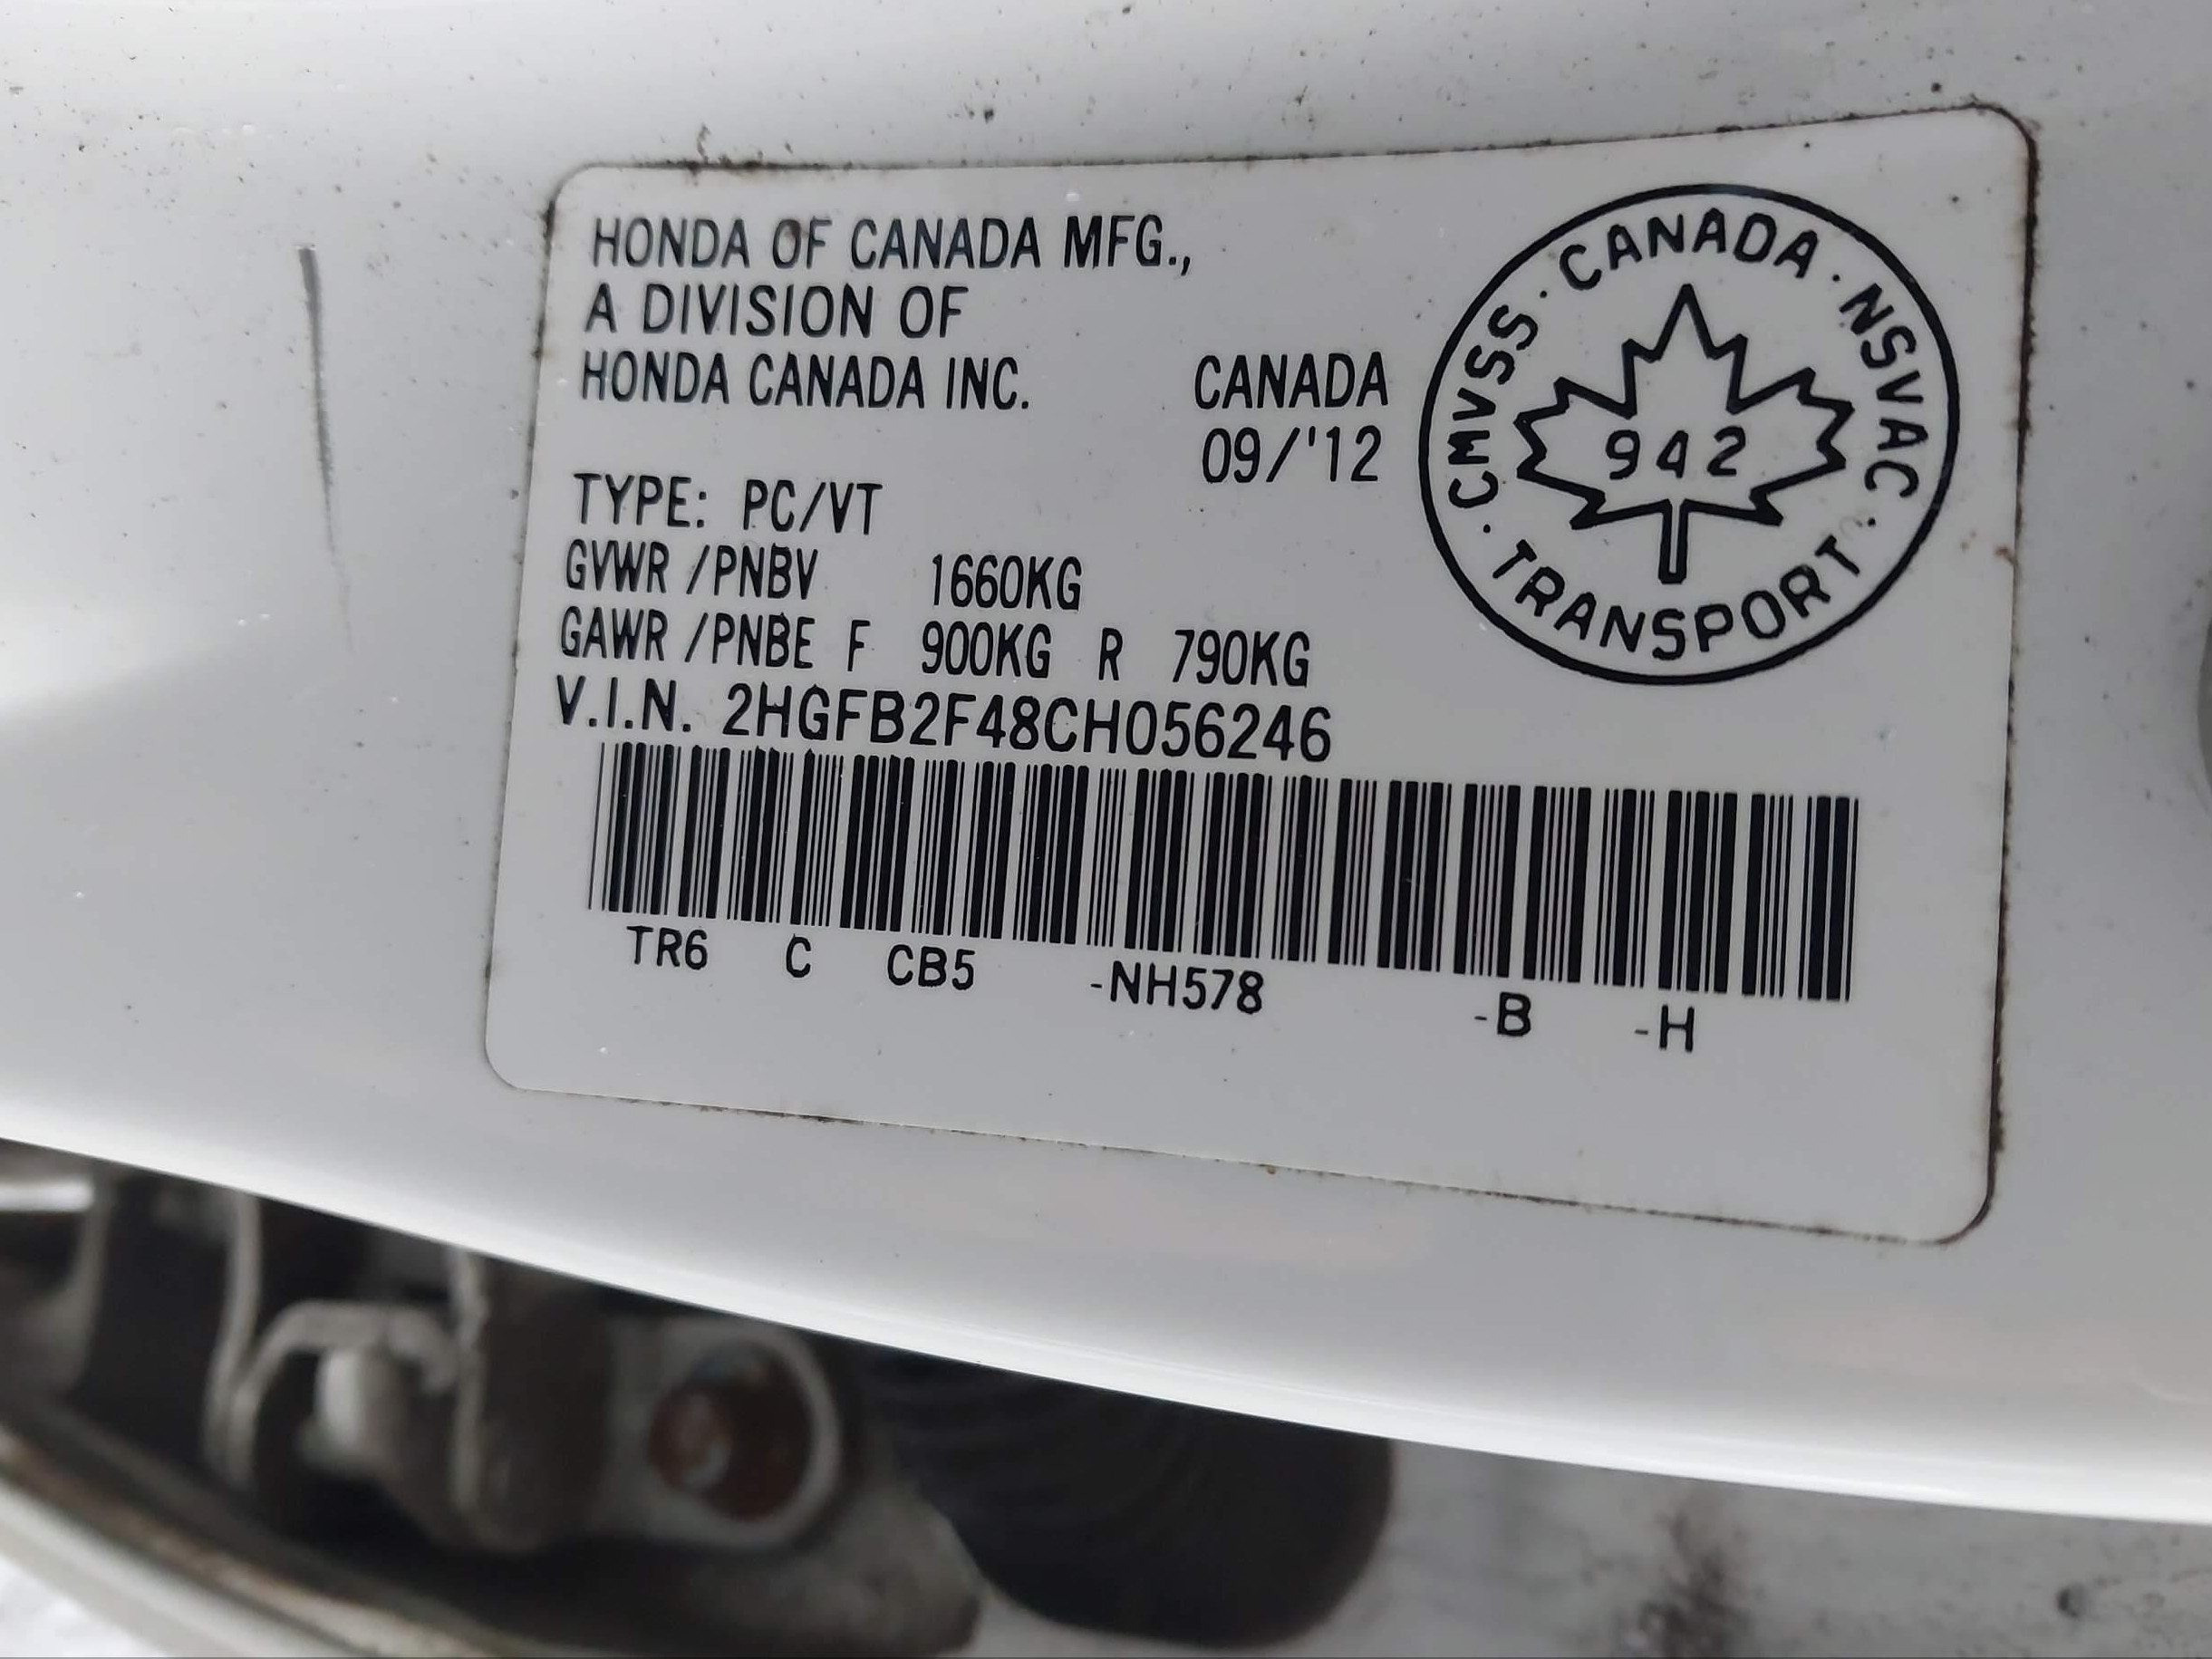 HONDA OF CANADA MFG.,
A DIVISION OF
HONDA CANADA INC.
CANADA
09/'12
TYPE: PC/VT
GVWR /PNBV 1660KG
GAWR /PNBE F 900KG R 790KG
V.I.N. 2HGFB2F48CH056246
TR6 C CB5 -NH578 -B -H
· CMVSS · CANADA · NSVAC ·
942
TRANSPORT